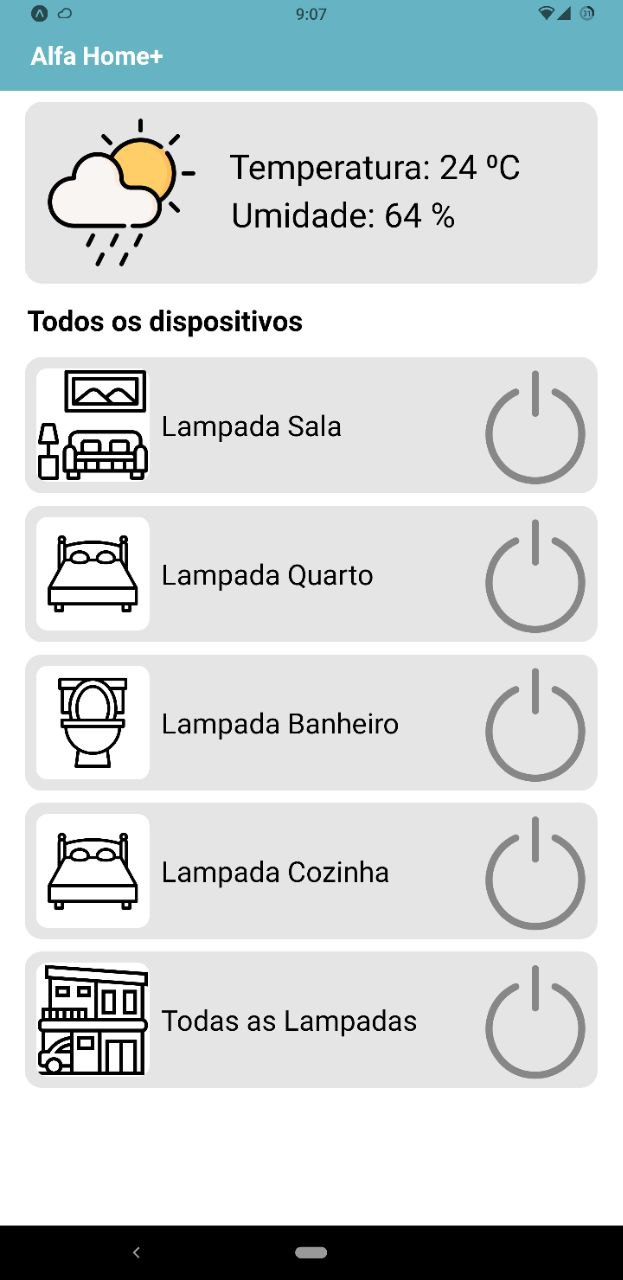 9:07
31
Alfa Home+
Temperatura: 24 ºC
Umidade: 64 %
Todos os dispositivos
Lampada Sala
Lampada Quarto
Lampada Banheiro
Lampada Cozinha
Todas as Lampadas